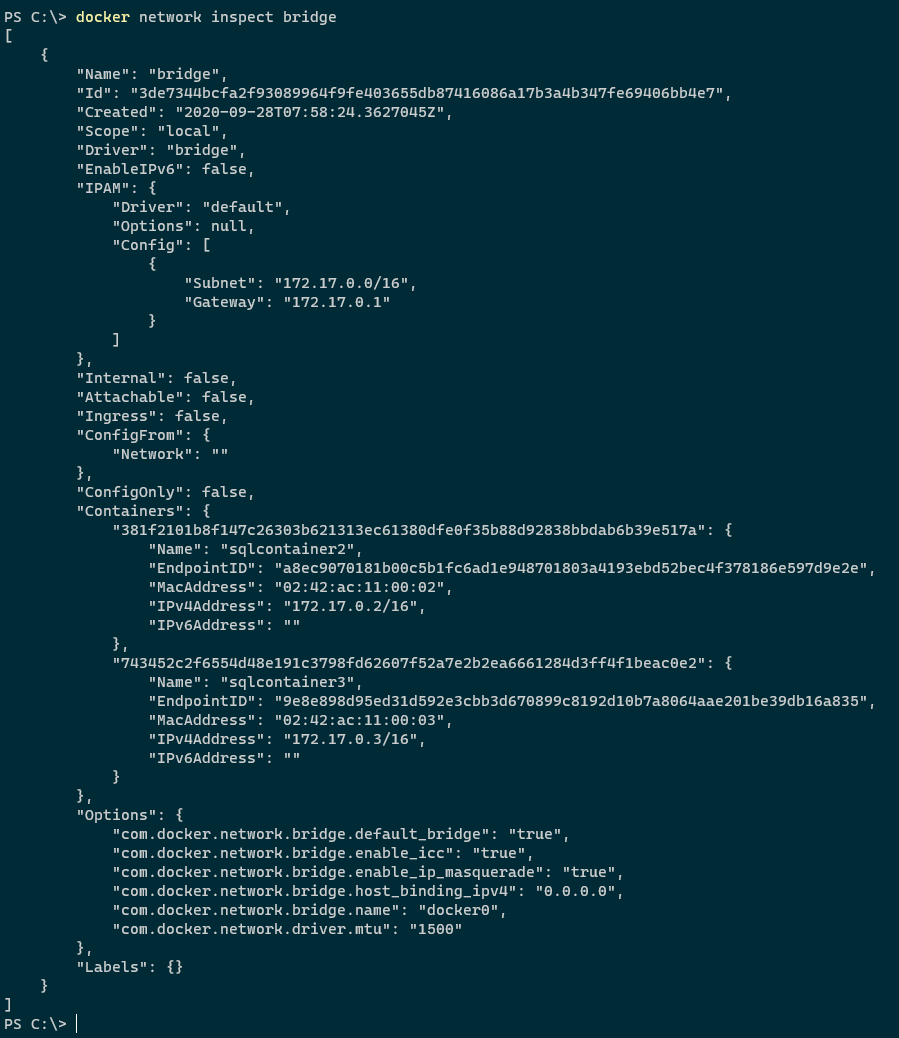 PS C:\> docker network inspect bridge
[
    {
        "Name": "bridge",
        "Id": "3de7344bcfa2f93089964f9fe403655db87416086a17b3a4b347fe69406bb4e7",
        "Created": "2020-09-28T07:58:24.3627045Z",
        "Scope": "local",
        "Driver": "bridge",
        "EnableIPv6": false,
        "IPAM": {
            "Driver": "default",
            "Options": null,
            "Config": [
                {
                    "Subnet": "172.17.0.0/16",
                    "Gateway": "172.17.0.1"
                }
            ]
        },
        "Internal": false,
        "Attachable": false,
        "Ingress": false,
        "ConfigFrom": {
            "Network": ""
        },
        "ConfigOnly": false,
        "Containers": {
            "381f2101b8f147c26303b621313ec61380dfe0f35b88d92838bbdab6b39e517a": {
                "Name": "sqlcontainer2",
                "EndpointID": "a8ec9070181b00c5b1fc6ad1e948701803a4193ebd52bec4f378186e597d9e2e",
                "MacAddress": "02:42:ac:11:00:02",
                "IPv4Address": "172.17.0.2/16",
                "IPv6Address": ""
            },
            "743452c2f6554d48e191c3798fd62607f52a7e2b2ea6661284d3ff4f1beac0e2": {
                "Name": "sqlcontainer3",
                "EndpointID": "9e8e898d95ed31d592e3cbb3d670899c8192d10b7a8064aae201be39db16a835",
                "MacAddress": "02:42:ac:11:00:03",
                "IPv4Address": "172.17.0.3/16",
                "IPv6Address": ""
            }
        },
        "Options": {
            "com.docker.network.bridge.default_bridge": "true",
            "com.docker.network.bridge.enable_icc": "true",
            "com.docker.network.bridge.enable_ip_masquerade": "true",
            "com.docker.network.bridge.host_binding_ipv4": "0.0.0.0",
            "com.docker.network.bridge.name": "docker0",
            "com.docker.network.driver.mtu": "1500"
        },
        "Labels": {}
    }
]
PS C:\>